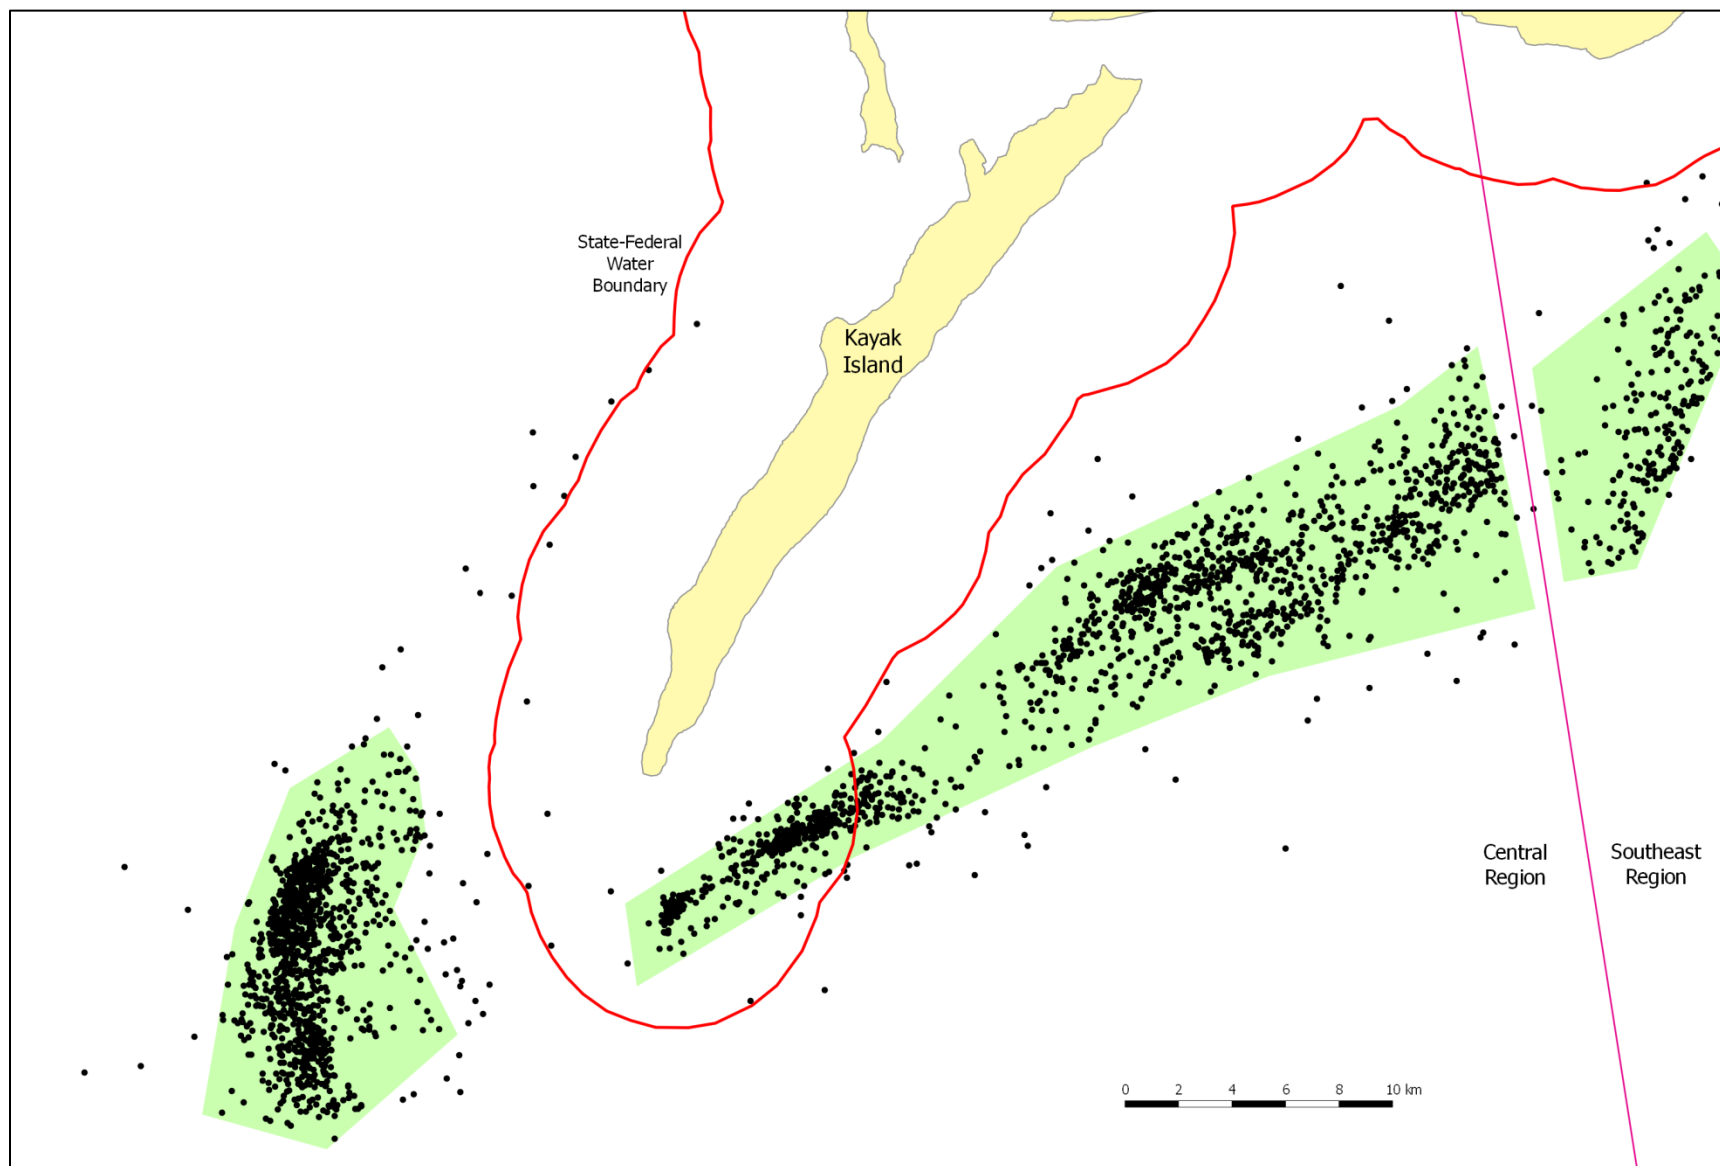 State-Federal
Water
Boundary
Kayak
Island
Central
Region
Southeast
Region
0 2 4 6 8 10 km